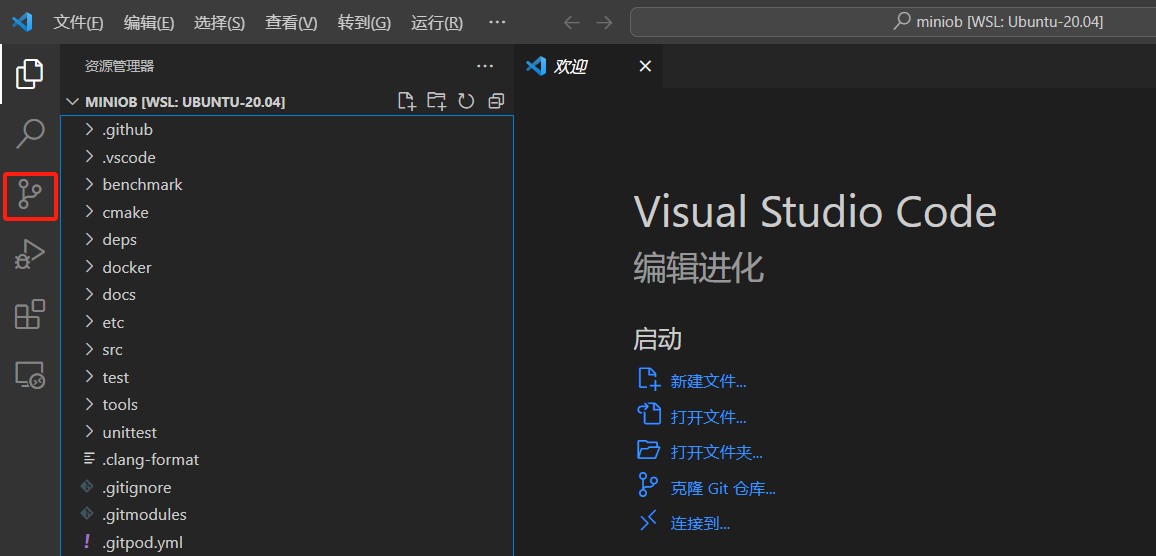 文件(F) 编辑(E) 选择(S) 查看(V) 转到(G) 运行(R) ··· miniob [WSL: Ubuntu-20.04]
资源管理器 ···
欢迎
MINIOB [WSL: UBUNTU-20.04]
.github
.vscode
benchmark
cmake
deps
docker
docs
etc
src
test
tools
unittest
.clang-format
.gitignore
.gitmodules
.gitpod.yml
Visual Studio Code
编辑进化
启动
新建文件...
打开文件...
打开文件夹...
克隆 Git 仓库...
连接到...